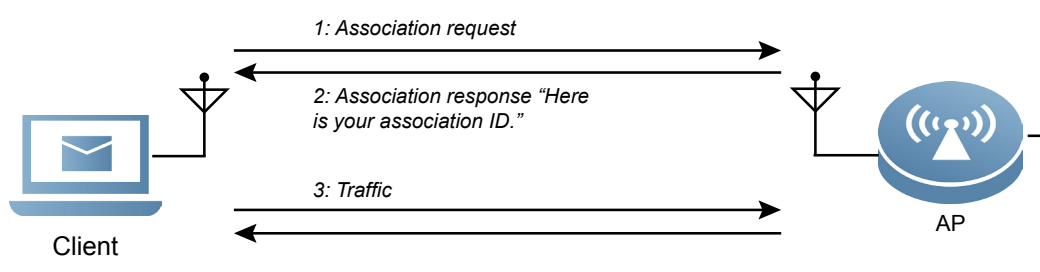 1: Association request
2: Association response “Here
is your association ID.”
3: Traffic
Client
AP